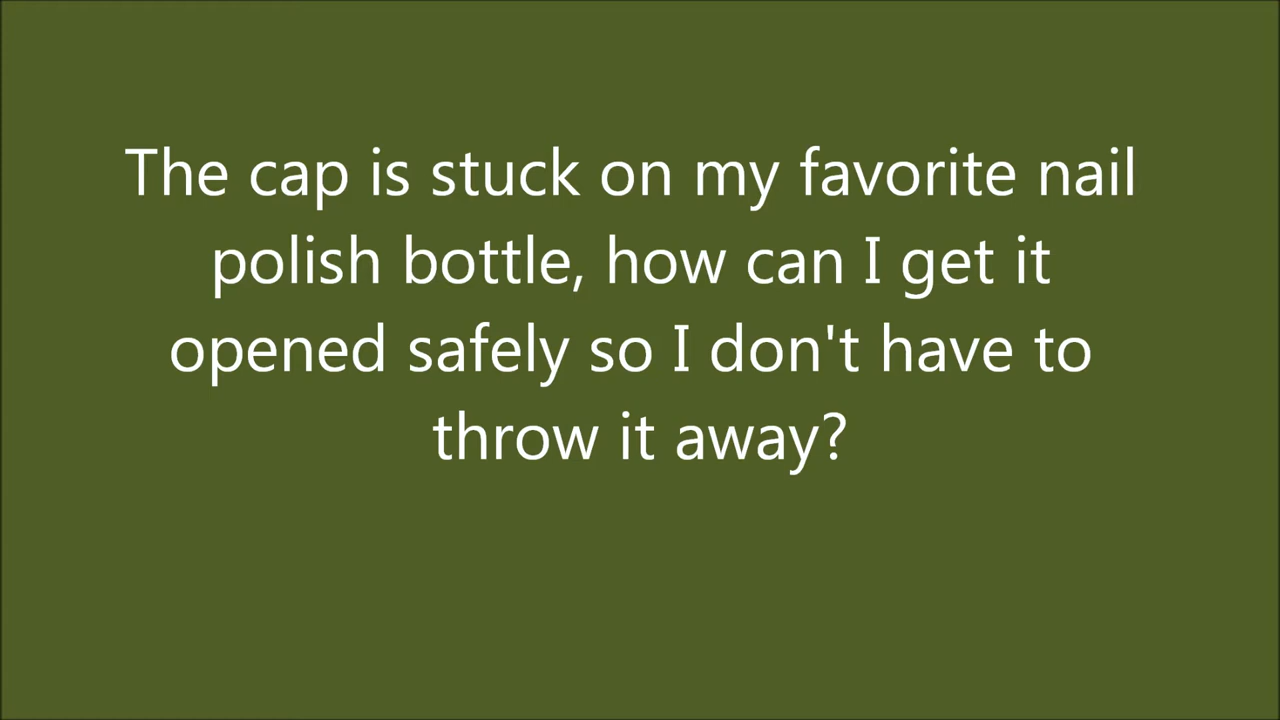 The cap is stuck on my favorite nail
polish bottle, how can I get it
opened safely so I don't have to
throw it away?